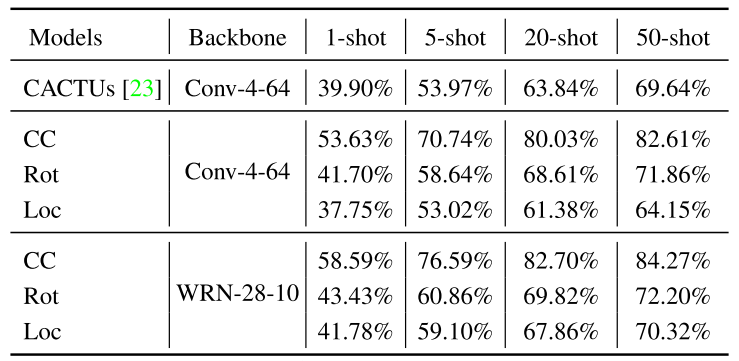 Models Backbone 1-shot 5-shot 20-shot 50-shot
CACTUs [23] Conv-4-64 39.90% 53.97% 63.84% 69.64%
CC 53.63% 70.74% 80.03% 82.61%
Rot Conv-4-64 41.70% 58.64% 68.61% 71.86%
Loc 37.75% 53.02% 61.38% 64.15%
CC 58.59% 76.59% 82.70% 84.27%
Rot WRN-28-10 43.43% 60.86% 69.82% 72.20%
Loc 41.78% 59.10% 67.86% 70.32%